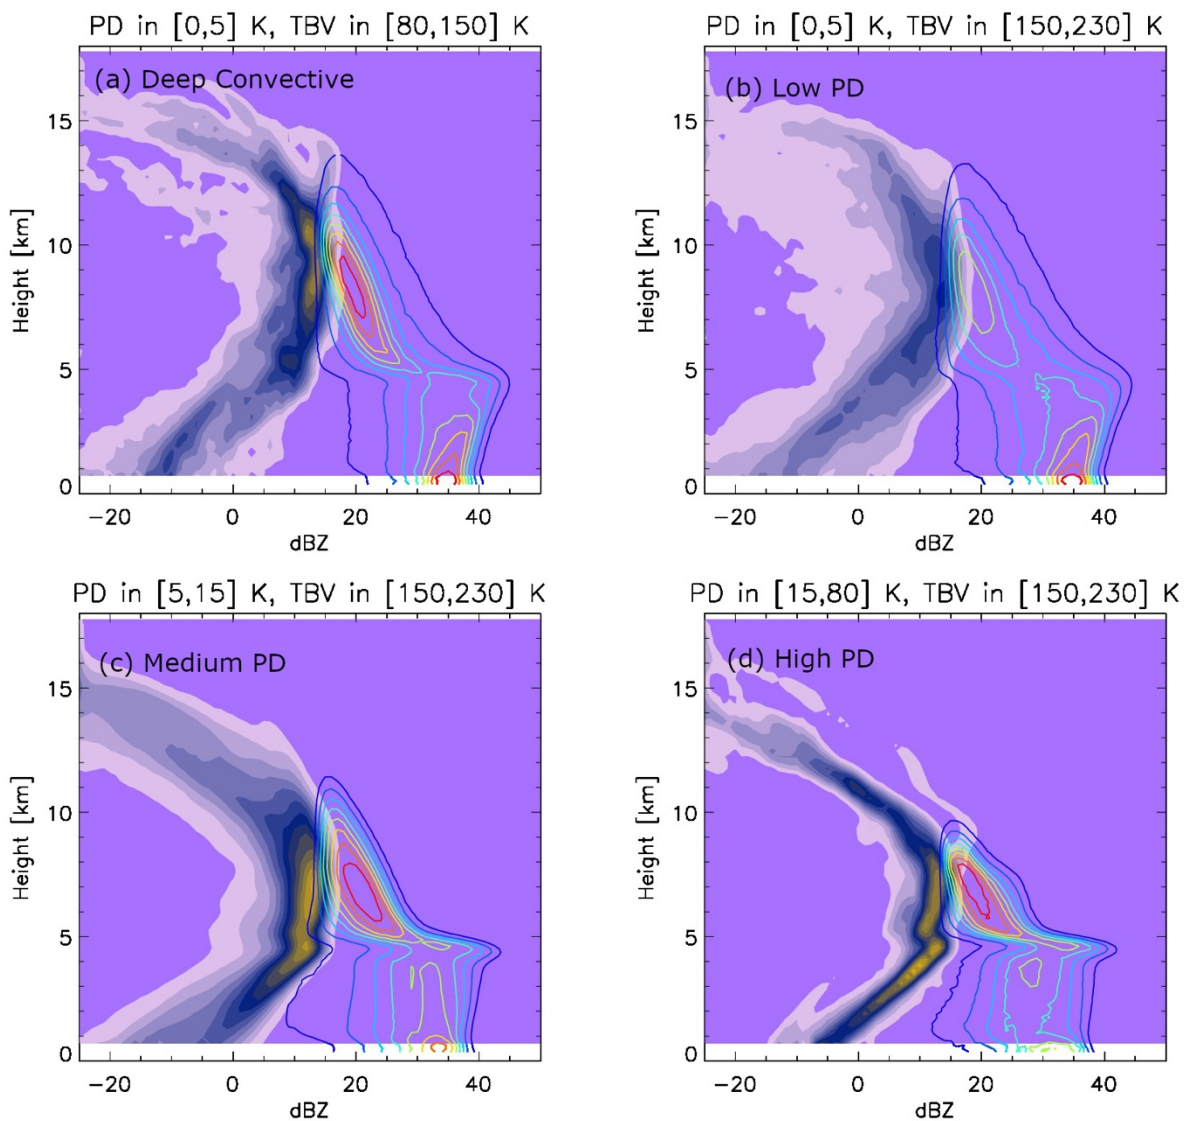 PD in [0,5] K, TBV in [80,150] K
(a) Deep Convective
15
10
5
0
Height [km]
−20 0 20 40
dBZ
PD in [0,5] K, TBV in [150,230] K
(b) Low PD
15
10
5
0
Height [km]
−20 0 20 40
dBZ
PD in [5,15] K, TBV in [150,230] K
(c) Medium PD
15
10
5
0
Height [km]
−20 0 20 40
dBZ
PD in [15,80] K, TBV in [150,230] K
(d) High PD
15
10
5
0
Height [km]
−20 0 20 40
dBZ